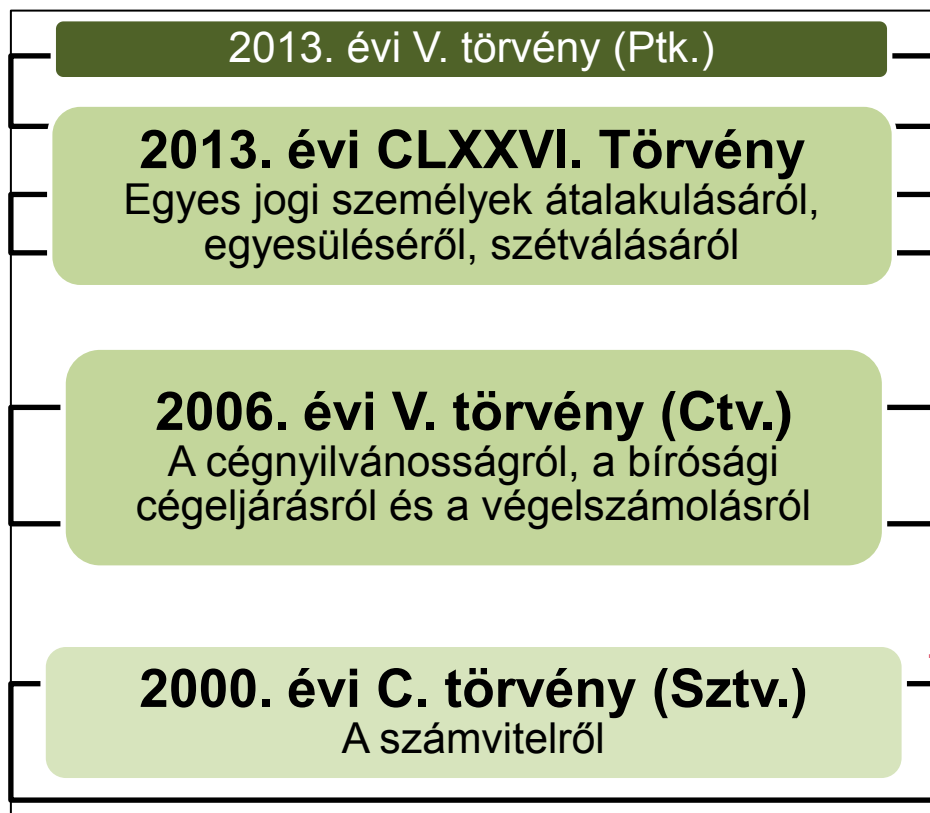 2013. évi V. törvény (Ptk.)
2013. évi CLXXVI. Törvény
Egyes jogi személyek átalakulásáról,
egyesüléséről, szétválásáról
2006. évi V. törvény (Ctv.)
A cégnyilvánosságról, a bírósági
cégeljárásról és a végelszámolásról
2000. évi C. törvény (Sztv.)
A számvitelről